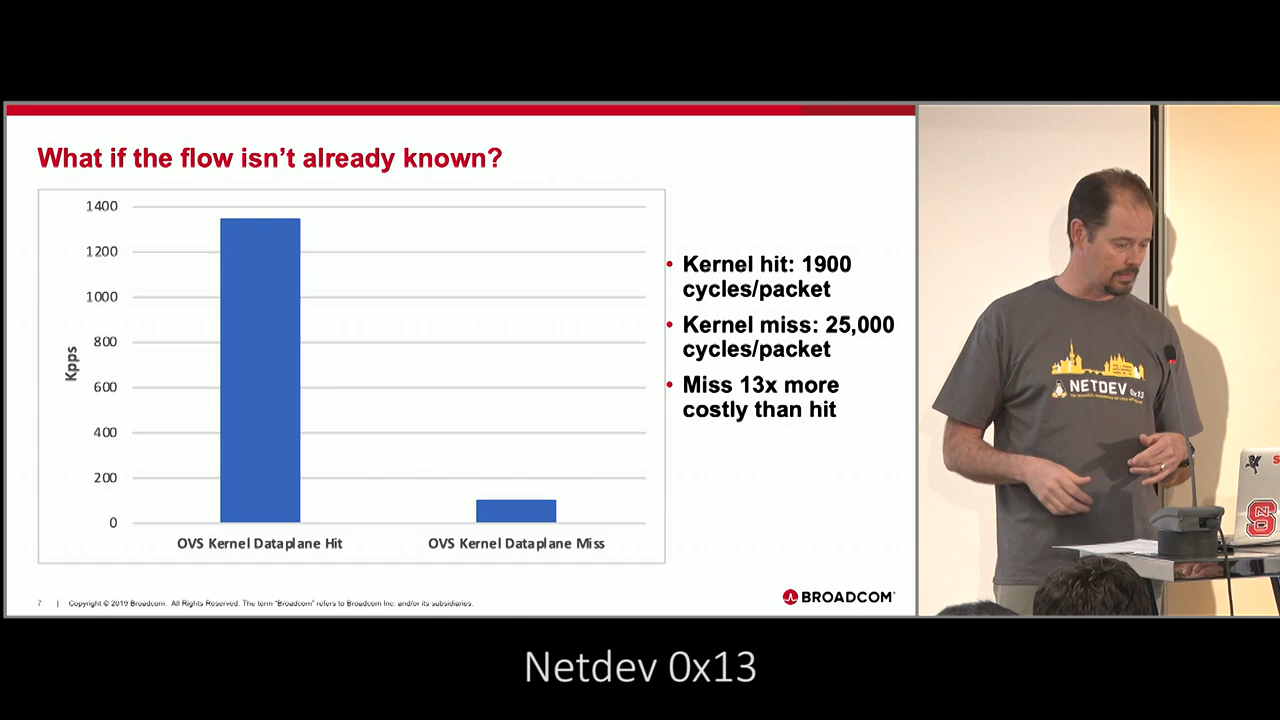 What if the flow isn't already known?
1400
1200
1000
800
600
400
200
0
Kpps
OVS Kernel Dataplane Hit
OVS Kernel Dataplane Miss
• Kernel hit: 1900
cycles/packet
• Kernel miss: 25,000
cycles/packet
• Miss 13x more
costly than hit
7 | Copyright © 2019 Broadcom. All Rights Reserved. The term "Broadcom" refers to Broadcom Inc. and/or its subsidiaries.
BROADCOM
NETDEV 0x13
Netdev 0x13